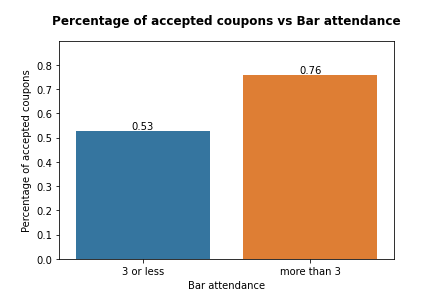 Percentage of accepted coupons vs Bar attendance
Percentage of accepted coupons
0.8
0.7
0.6
0.5
0.4
0.3
0.2
0.1
0.0
0.53
0.76
3 or less
more than 3
Bar attendance